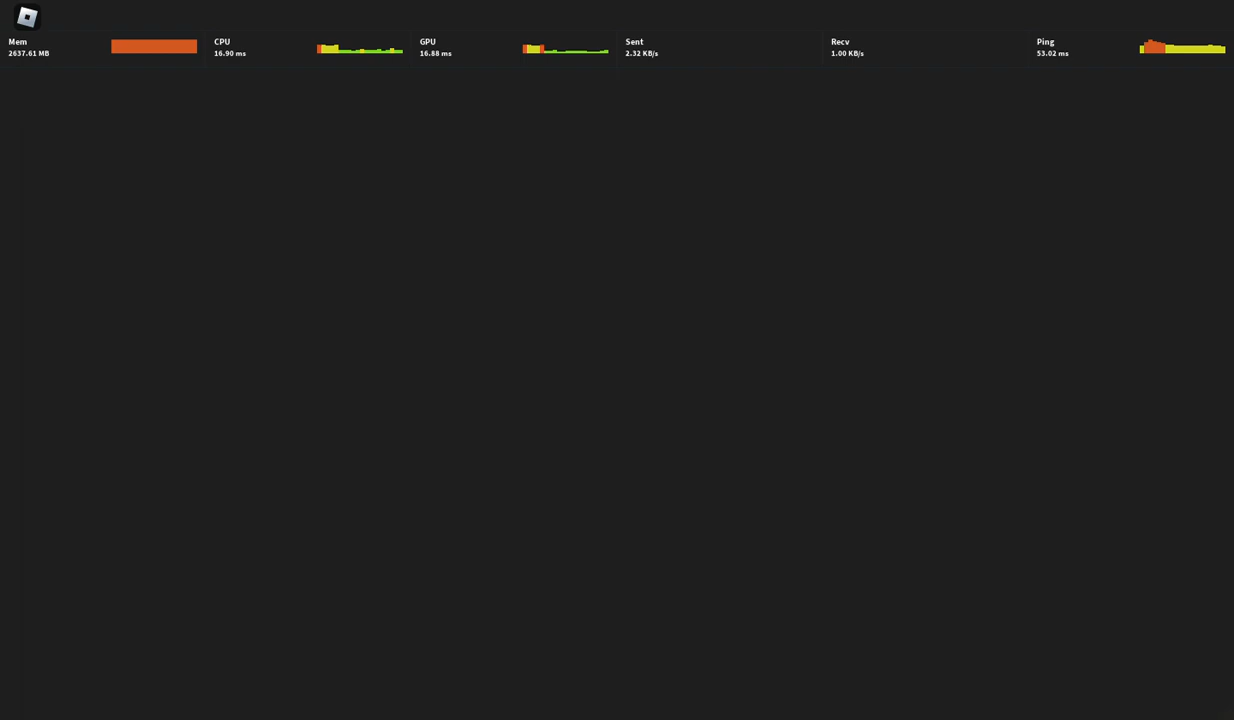 Mem
2637.61 MB
CPU
16.90 ms
GPU
16.88 ms
Sent
2.32 KB/s
Recv
1.00 KB/s
Ping
53.02 ms